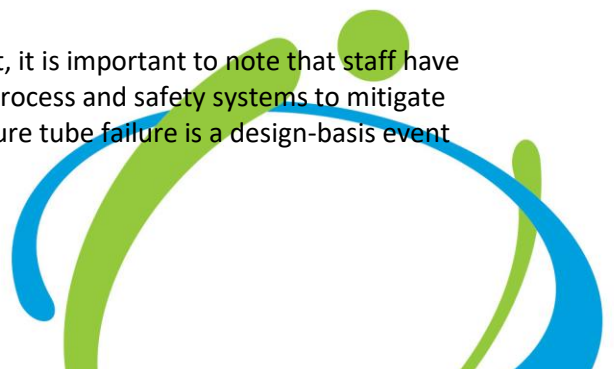 , it is important to note that staff have
rocess and safety systems to mitigate
ure tube failure is a design-basis event